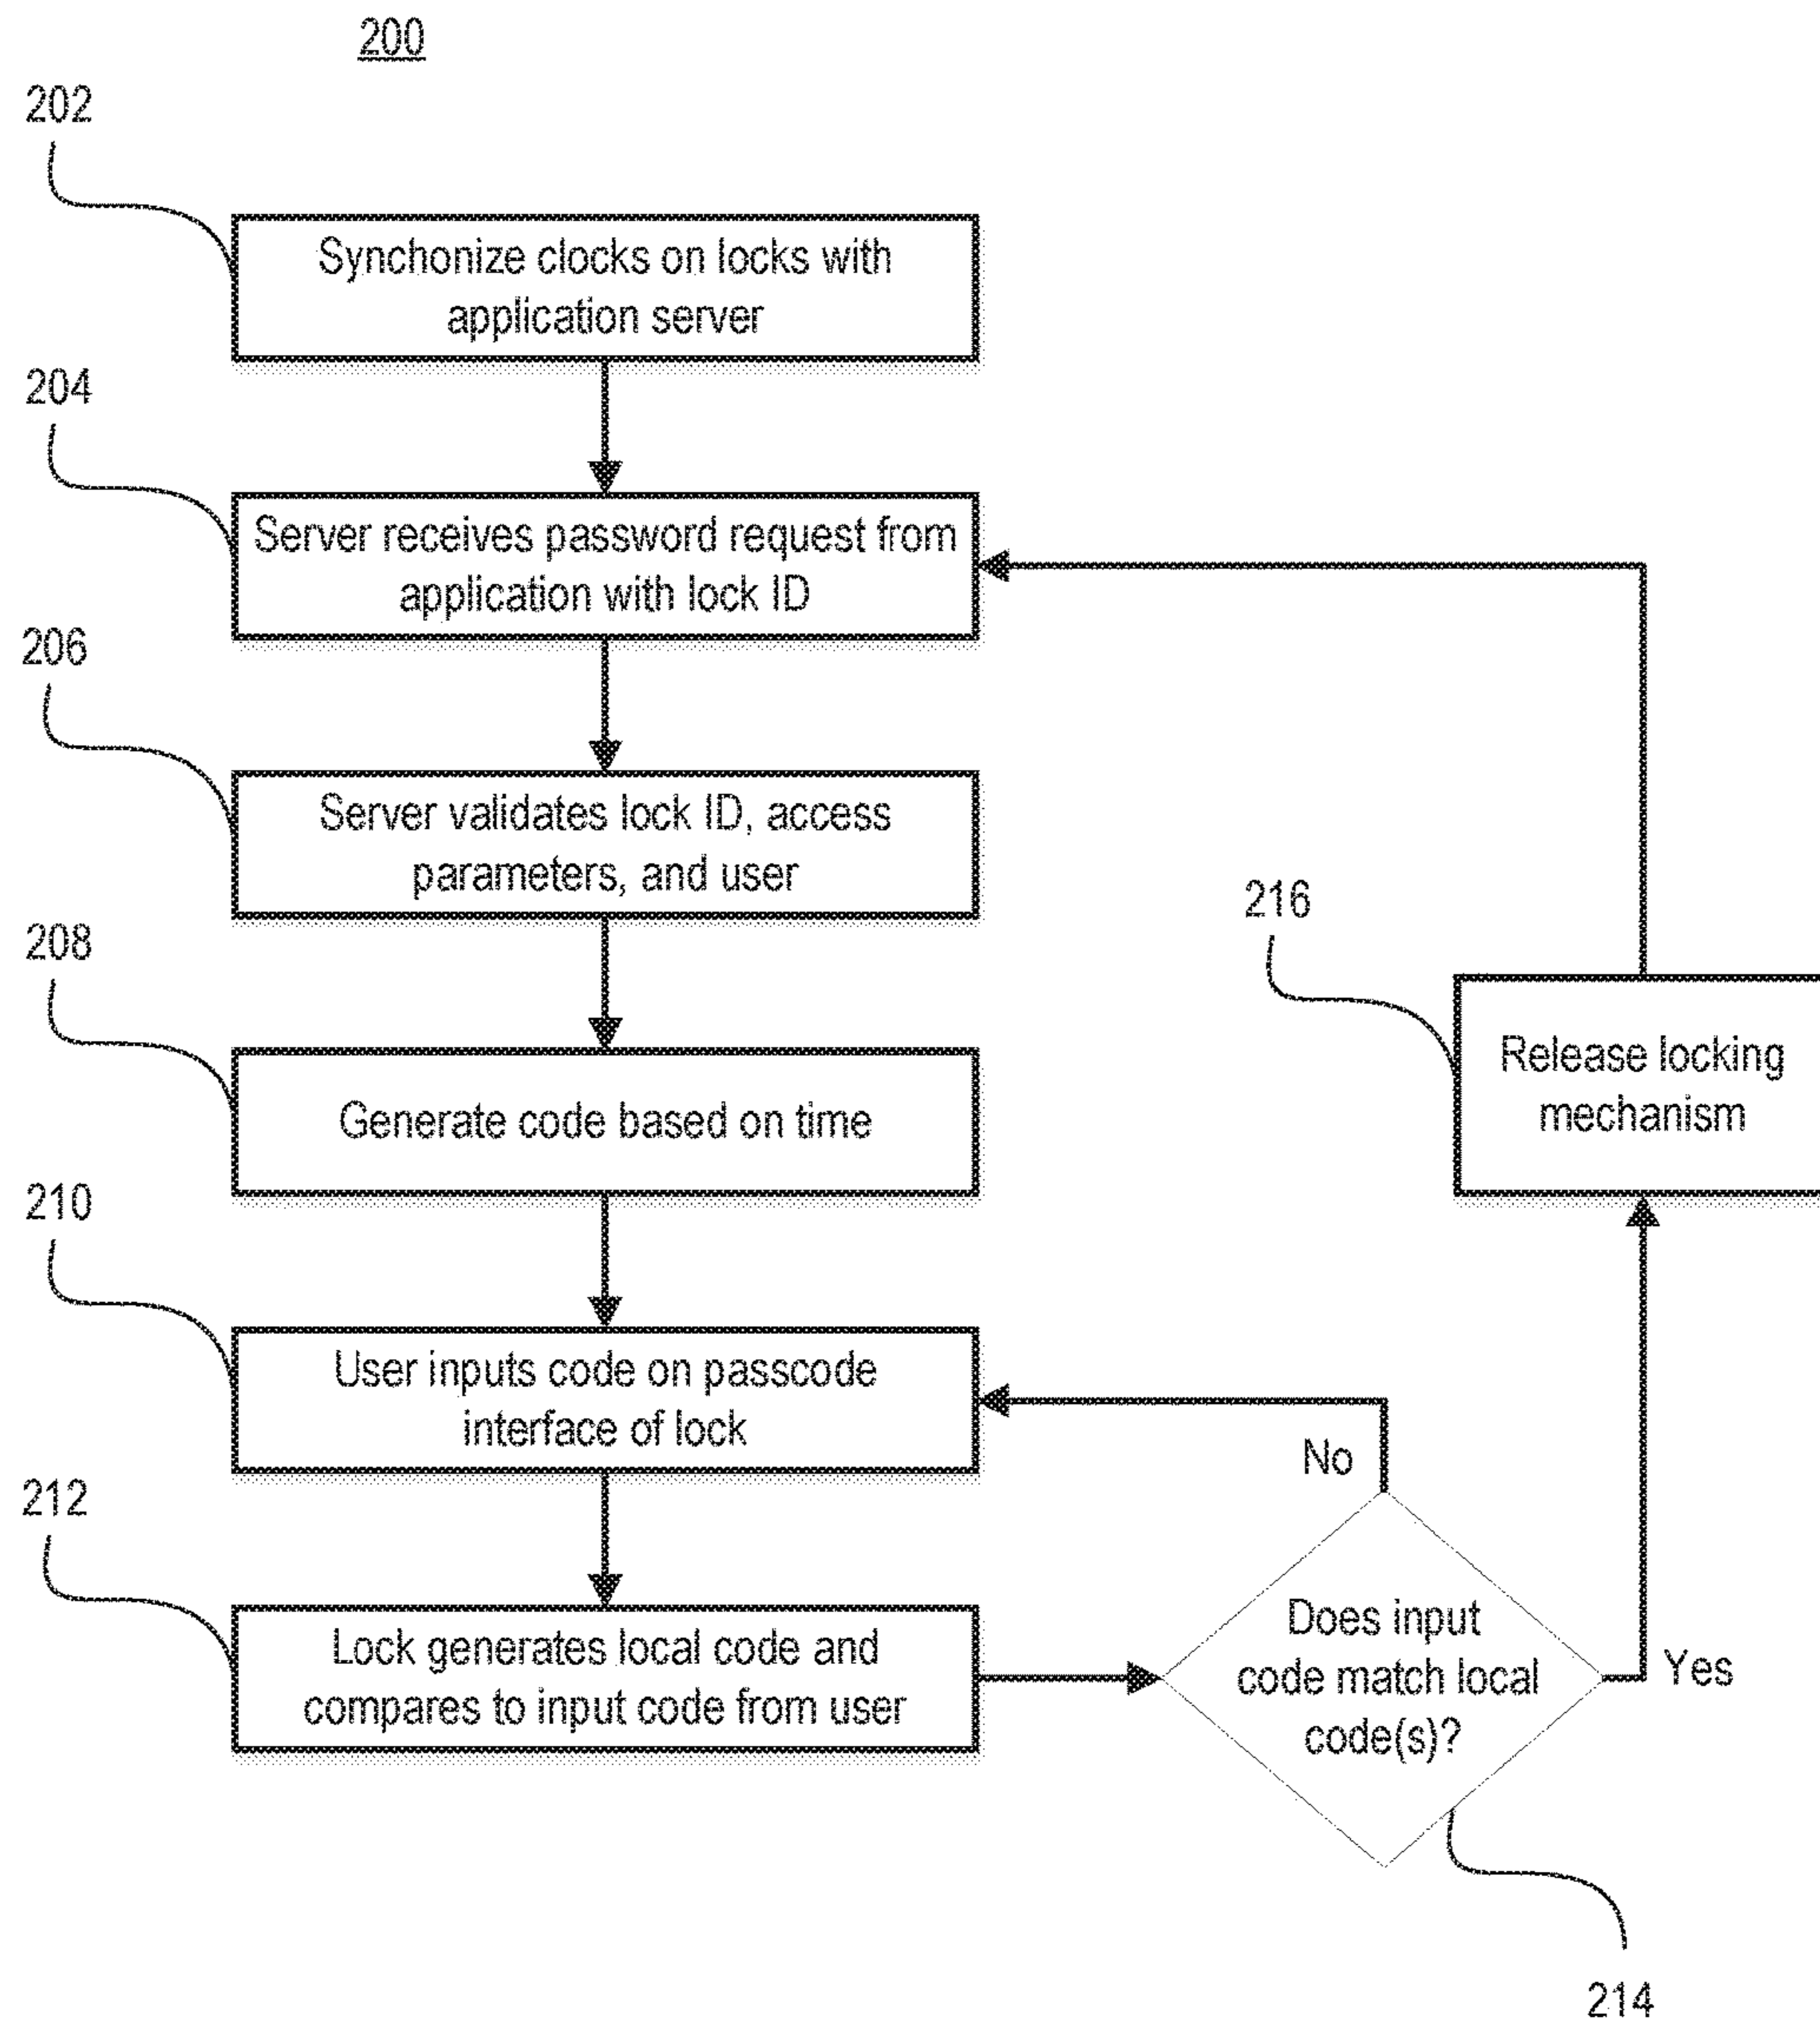 200
202
Synchonize clocks on locks with
application server
204
Server receives password request from
application with lock ID
206
Server validates lock ID, access
parameters, and user
208
Generate code based on time
210
User inputs code on passcode
interface of lock
212
Lock generates local code and
compares to input code from user
Does input
code match local
code(s)?
214
No
Yes
216
Release locking
mechanism